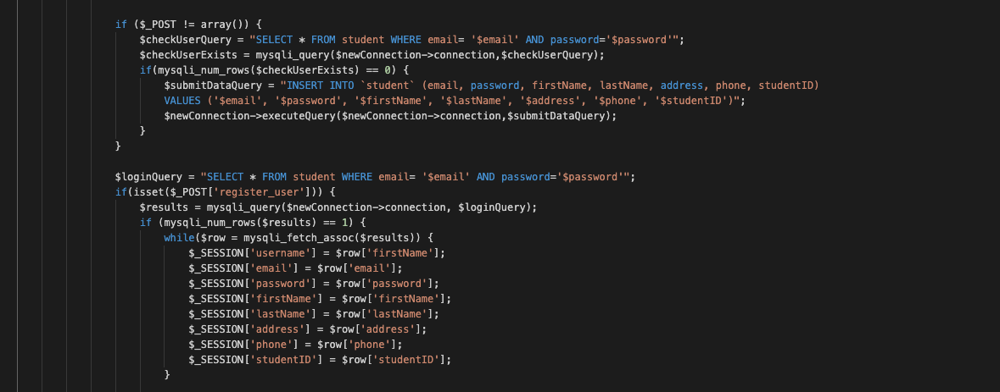 if ($_POST != array()) {
$checkUserQuery = "SELECT * FROM student WHERE email= '$email' AND password='$password'";
$checkUserExists = mysqli_query($newConnection->connection,$checkUserQuery);
if(mysqli_num_rows($checkUserExists) == 0) {
$submitDataQuery = "INSERT INTO `student` (email, password, firstName, lastName, address, phone, studentID)
VALUES ('$email', '$password', '$firstName', '$lastName', '$address', '$phone', '$studentID')";
$newConnection->executeQuery($newConnection->connection,$submitDataQuery);
}
}
$loginQuery = "SELECT * FROM student WHERE email= '$email' AND password='$password'";
if(isset($_POST['register_user'])) {
$results = mysqli_query($newConnection->connection, $loginQuery);
if (mysqli_num_rows($results) == 1) {
while($row = mysqli_fetch_assoc($results)) {
$_SESSION['username'] = $row['firstName'];
$_SESSION['email'] = $row['email'];
$_SESSION['password'] = $row['password'];
$_SESSION['firstName'] = $row['firstName'];
$_SESSION['lastName'] = $row['lastName'];
$_SESSION['address'] = $row['address'];
$_SESSION['phone'] = $row['phone'];
$_SESSION['studentID'] = $row['studentID'];
}